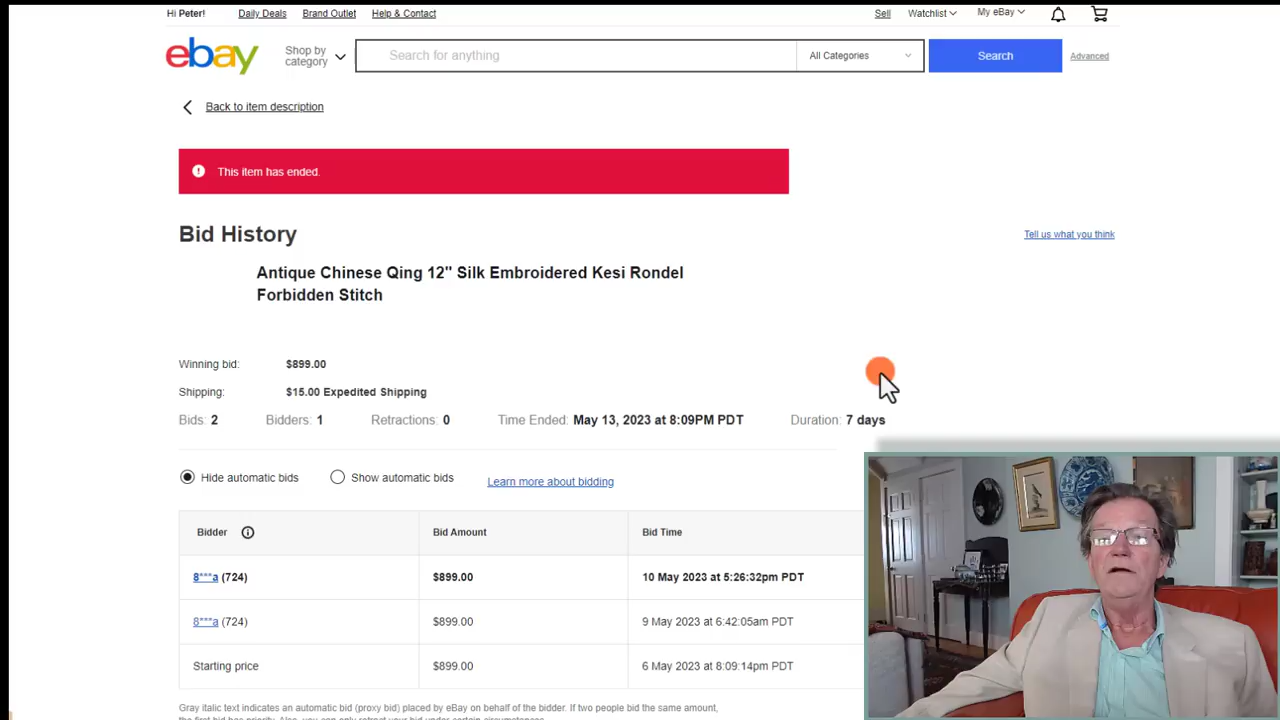 Hi Peter! Daily Deals Brand Outlet Help & Contact Sell Watchlist My eBay
ebay Shop by category Search for anything All Categories Search Advanced
Back to item description
This item has ended.
Bid History Tell us what you think
Antique Chinese Qing 12" Silk Embroidered Kesi Rondel
Forbidden Stitch
Winning bid: $899.00
Shipping: $15.00 Expedited Shipping
Bids: 2 Bidders: 1 Retractions: 0 Time Ended: May 13, 2023 at 8:09PM PDT Duration: 7 days
Hide automatic bids Show automatic bids Learn more about bidding
Bidder Bid Amount Bid Time
8***a (724) $899.00 10 May 2023 at 5:26:32pm PDT
8***a (724) $899.00 9 May 2023 at 6:42:05am PDT
Starting price $899.00 6 May 2023 at 8:09:14pm PDT
Gray italic text indicates an automatic bid (proxy bid) placed by eBay on behalf of the bidder. If two people bid the same amount,